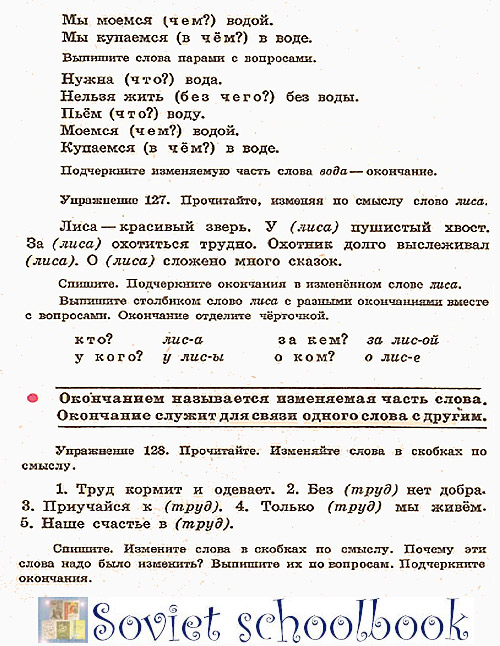 Мы моемся (чем?) водой.
Мы купаемся (в чём?) в воде.
Выпишите слова парами с вопросами.
Нужна (что?) вода.
Нельзя жить (без чего?) без воды.
Пьём (что?) воду.
Моемся (чем?) водой.
Купаемся (в чём?) в воде.
Подчеркните изменяемую часть слова вода — окончание.
Упражнение 127. Прочитайте, изменяя по смыслу слово лиса.
Лиса — красивый зверь. У (лиса) пушистый хвост.
За (лиса) охотиться трудно. Охотник долго выслеживал
(лиса). О (лиса) сложено много сказок.
Спишите. Подчеркните окончания в изменённом слове лиса.
Выпишите столбиком слово лиса с разными окончаниями вместе
с вопросами. Окончание отделите чёрточкой.
кто? лис-а за кем? за лис-ой
у кого? у лис-ы о ком? о лис-е
Окончанием называется изменяемая часть слова.
Окончание служит для связи одного слова с другим.
Упражнение 128. Прочитайте. Изменяйте слова в скобках по
смыслу.
1. Труд кормит и одевает. 2. Без (труд) нет добра.
3. Приучайся к (труд). 4. Только (труд) мы живём.
5. Наше счастье в (труд).
Спишите. Измените слова в скобках по смыслу. Почему эти
слова надо было изменить? Выпишите их по вопросам. Подчеркните
окончания.
Soviet schoolbook